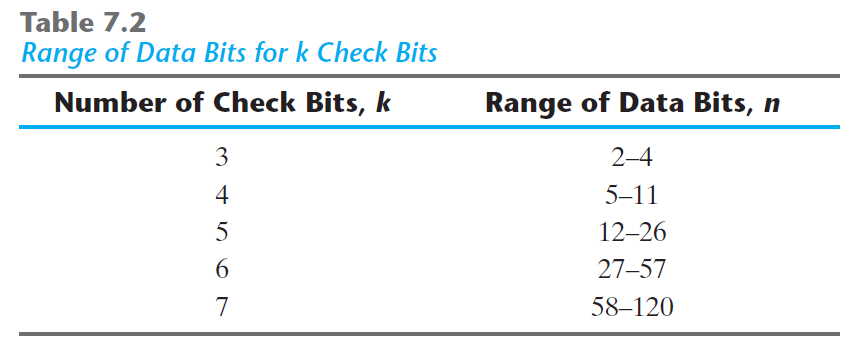 Table 7.2
Range of Data Bits for k Check Bits
Number of Check Bits, k Range of Data Bits, n
3 2–4
4 5–11
5 12–26
6 27–57
7 58–120